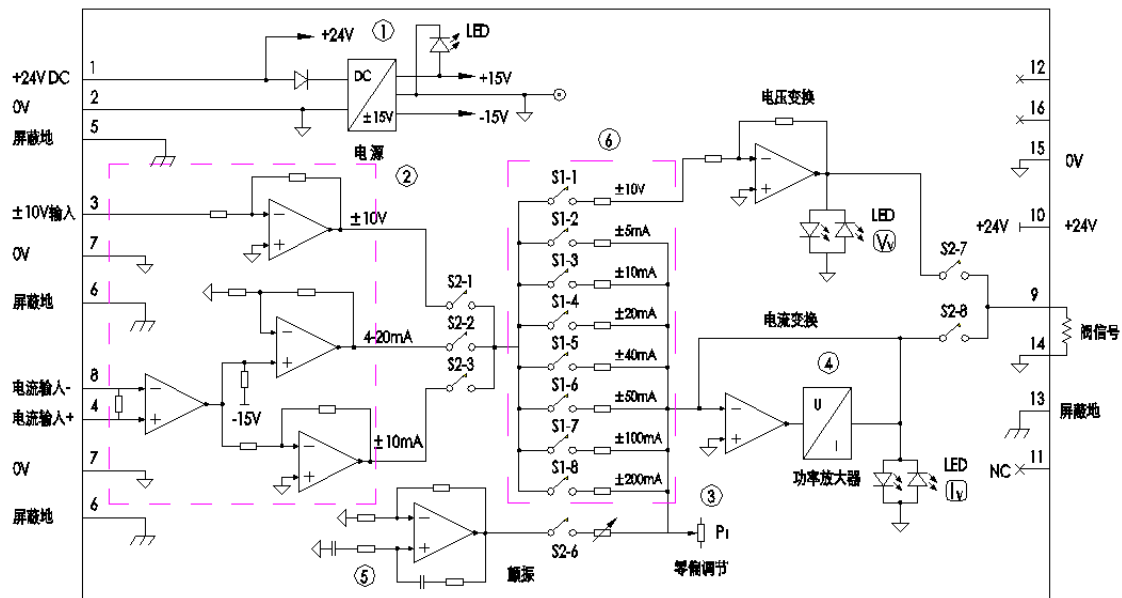 +24V DC
1
+24V
①
LED
DC
±15V
+15V
-15V
电源
0V
2
屏蔽地
5
②
±10V输入
3
±10V
0V
7
屏蔽地
6
4-20mA
-15V
电流输入-
8
电流输入+
4
±10mA
0V
7
屏蔽地
6
S2-1
S2-2
S2-3
⑥
S1-1
±10V
S1-2
±5mA
S1-3
±10mA
S1-4
±20mA
S1-5
±40mA
S1-6
±50mA
S1-7
±100mA
S1-8
±200mA
⑤
颤振
S2-6
③
P1
零偏调节
电压变换
LED
Vv
S2-7
电流变换
S2-8
④
U
I
功率放大器
LED
Iv
12
16
15
0V
10
+24V
+24V
9
阀信号
14
13
屏蔽地
11
NC